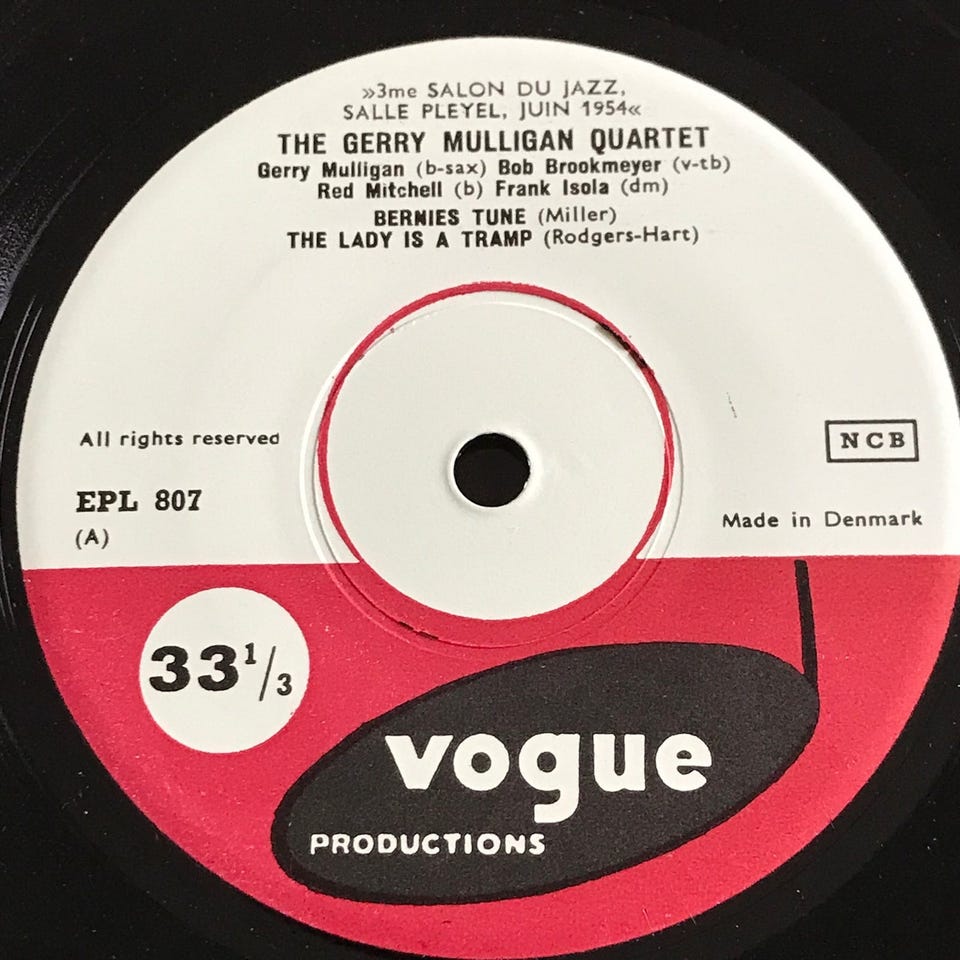 »3me SALON DU JAZZ,
SALLE PLEYEL, JUIN 1954«
THE GERRY MULLIGAN QUARTET
Gerry Mulligan (b-sax) Bob Brookmeyer (v-tb)
Red Mitchell (b) Frank Isola (dm)
BERNIES TUNE (Miller)
THE LADY IS A TRAMP (Rodgers-Hart)
All rights reserved
NCB
EPL 807
(A)
Made in Denmark
33 1/3
vogue
PRODUCTIONS